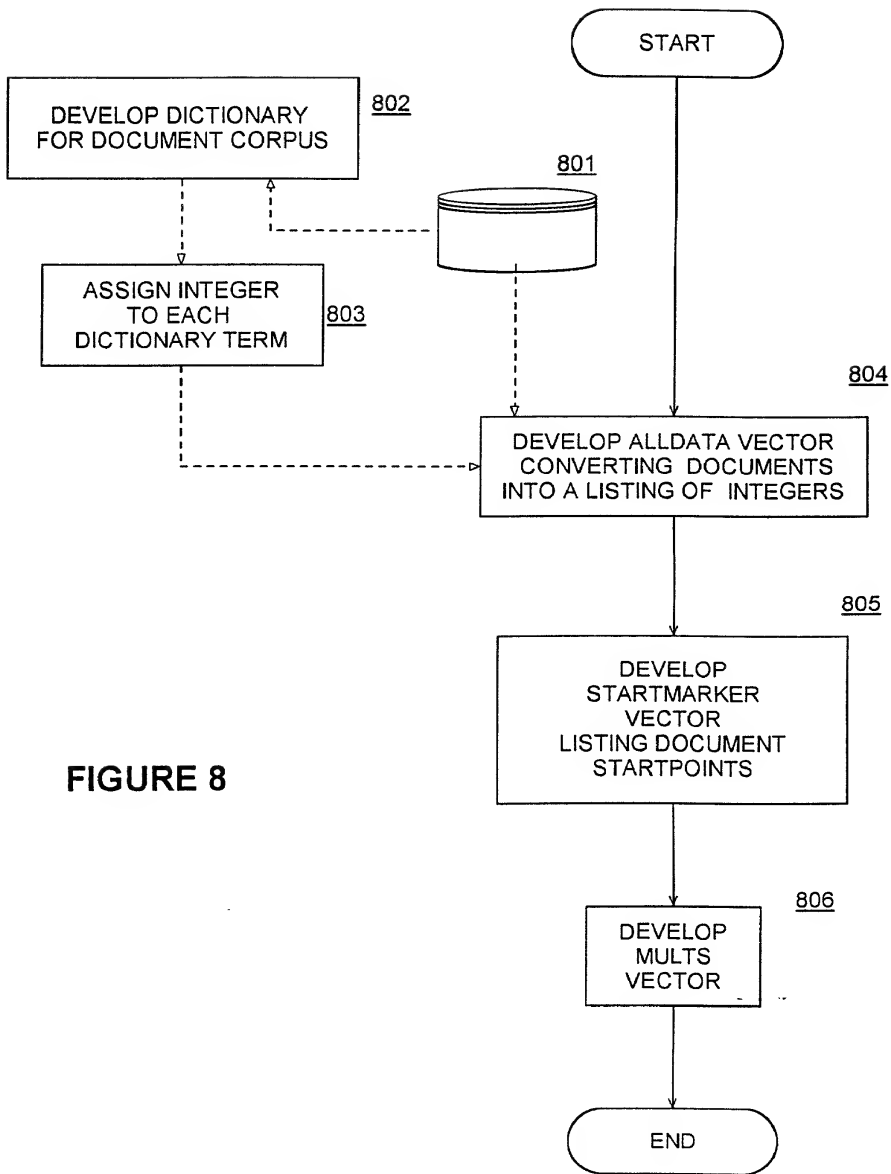 START
DEVELOP DICTIONARY
FOR DOCUMENT CORPUS
802
801
ASSIGN INTEGER
TO EACH
DICTIONARY TERM
803
804
DEVELOP ALLDATA VECTOR
CONVERTING DOCUMENTS
INTO A LISTING OF INTEGERS
805
DEVELOP
STARTMARKER
VECTOR
LISTING DOCUMENT
STARTPOINTS
FIGURE 8
806
DEVELOP
MULTS
VECTOR
END